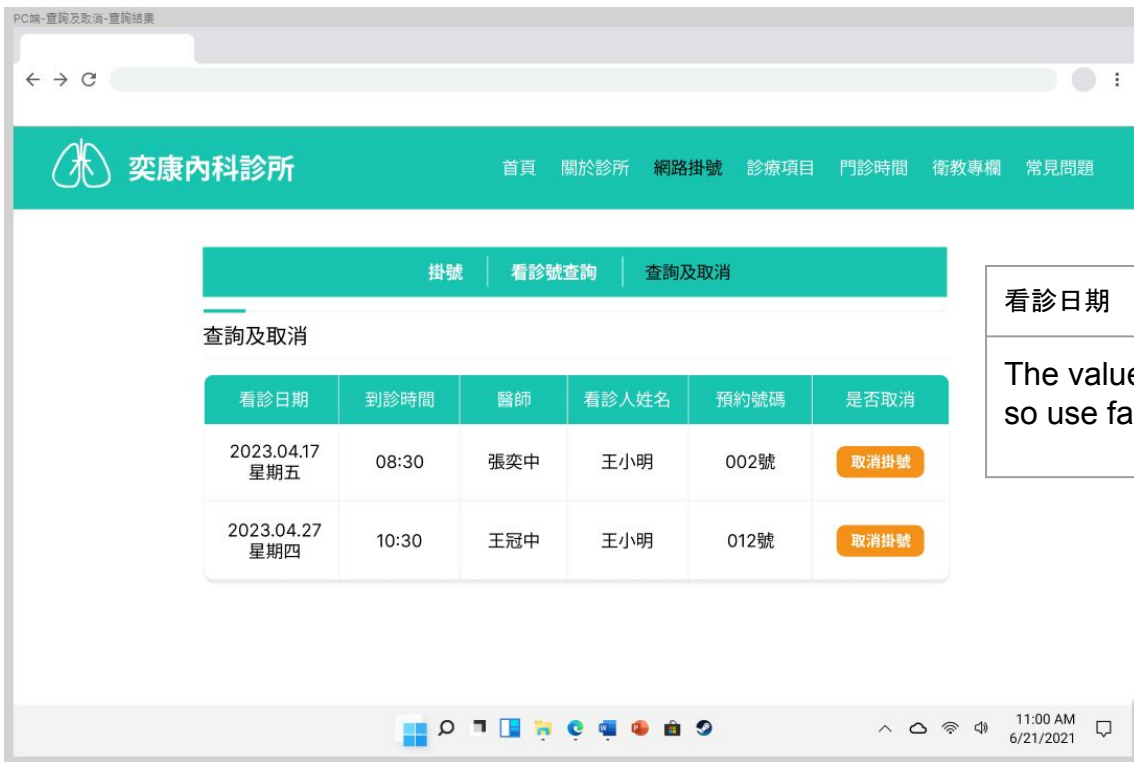 PC端-查詢及取消-查詢結果
奕康內科診所
首頁 關於診所 網路掛號 診療項目 門診時間 衛教專欄 常見問題
掛號 看診號查詢 查詢及取消
查詢及取消
看診日期 到診時間 醫師 看診人姓名 預約號碼 是否取消
2023.04.17
星期五
08:30 張奕中 王小明 002號 取消掛號
2023.04.27
星期四
10:30 王冠中 王小明 012號 取消掛號
看診日期
The value
so use fa
11:00 AM
6/21/2021